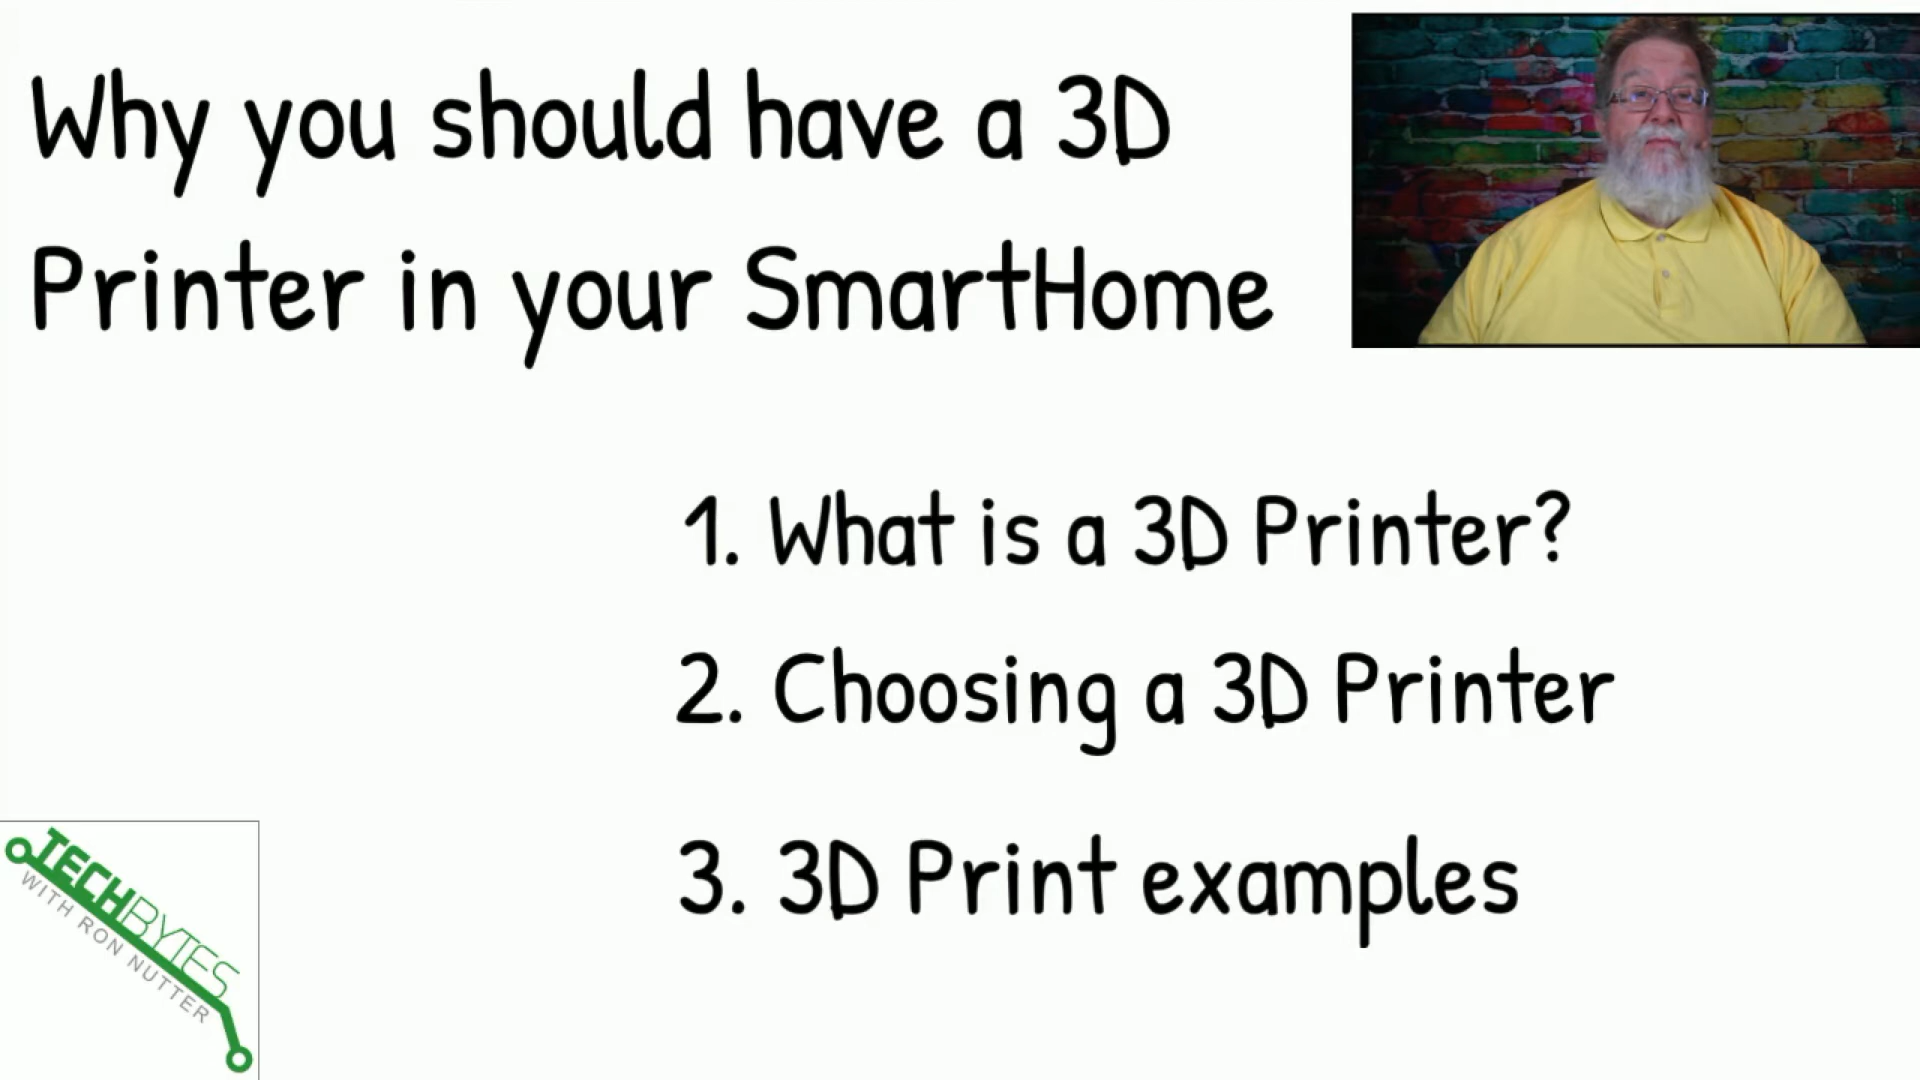 Why you should have a 3D
Printer in your SmartHome
1. What is a 3D Printer?
2. Choosing a 3D Printer
3. 3D Print examples
TECHBYTES
WITH RON NUTTER